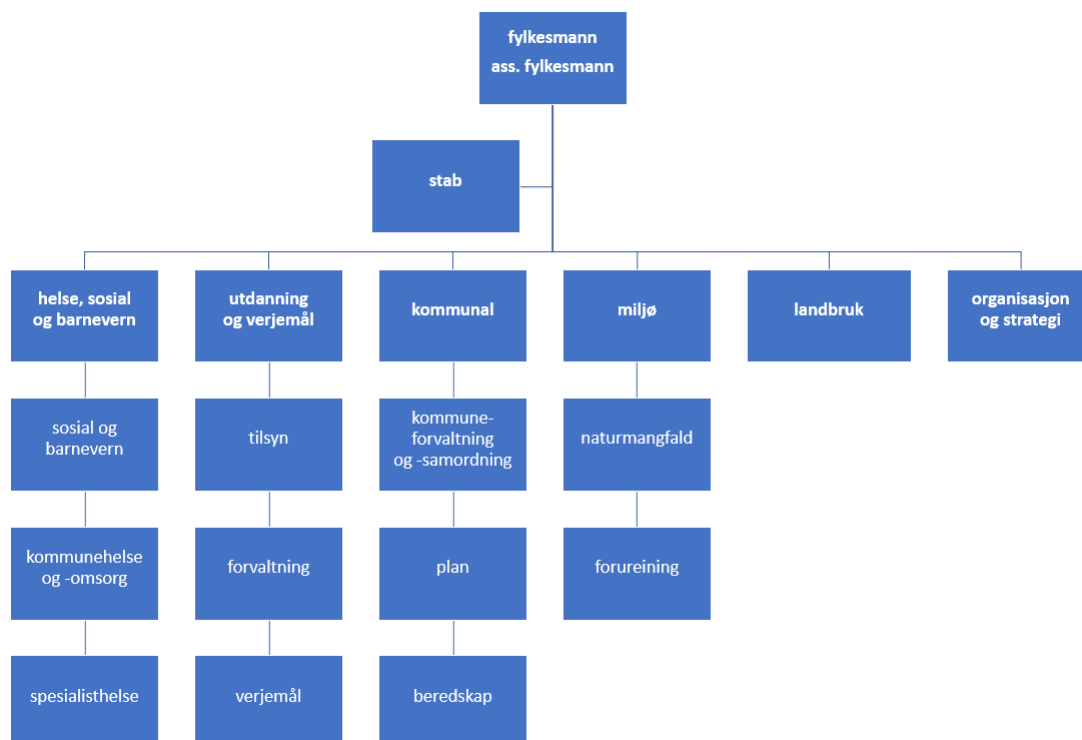 fylkesmann
ass. fylkesmann
stab
helse, sosial
og barnevern
utdanning
og verjemål
kommunal
miljø
landbruk
organisasjon
og strategi
sosial og
barnevern
tilsyn
kommune-
forvaltning
og -samordning
naturmangfald
kommunehelse
og -omsorg
forvaltning
plan
forureining
spesialisthelse
verjemål
beredskap